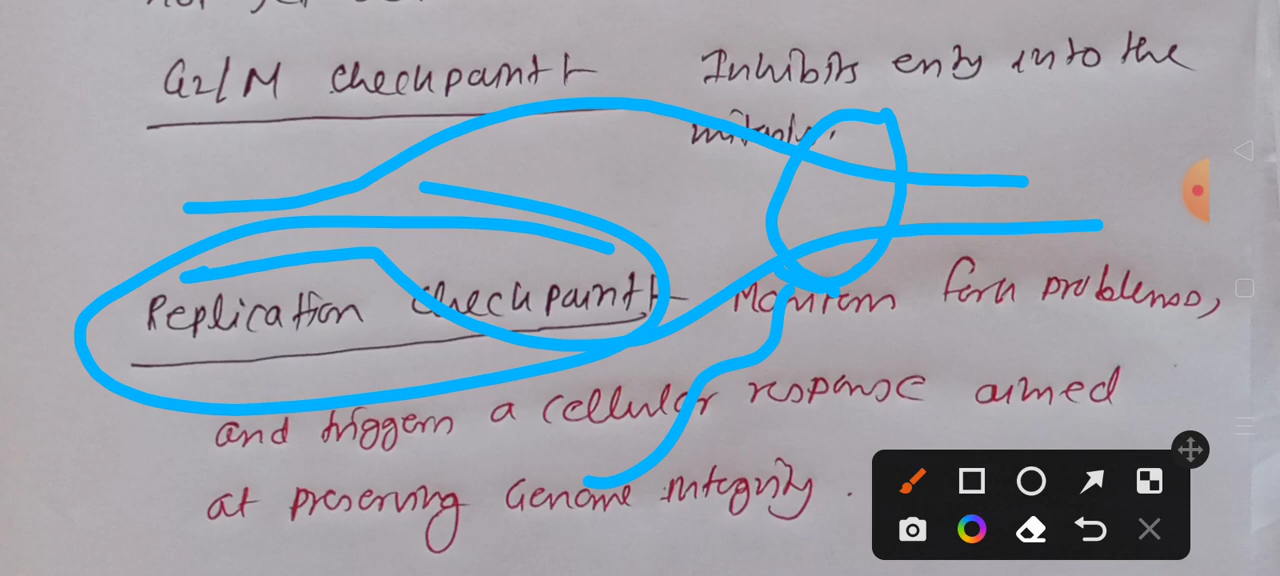 G2/M checkpoint Inhibits entry into the
mitosis.
Replication checkpoint Monitors fork problems,
and triggers a cellular response aimed
at preserving Genome integrity.